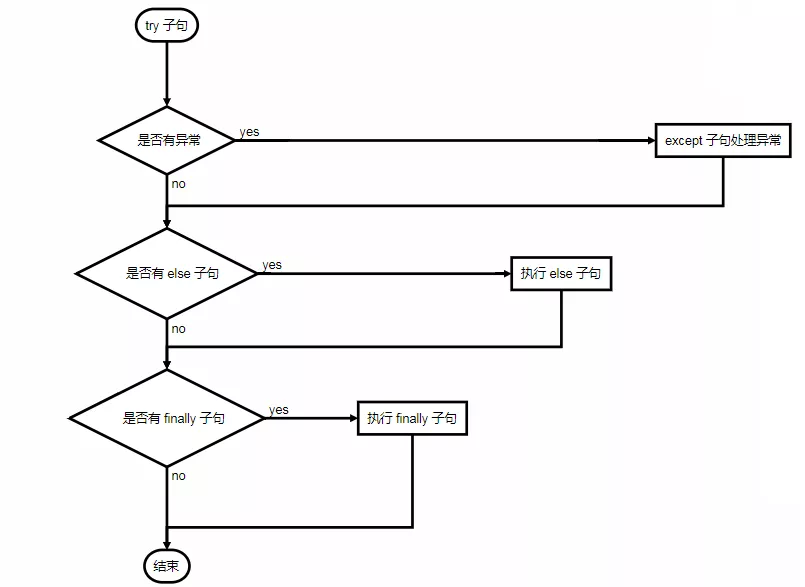 try 子句
是否有异常
yes
except 子句处理异常
no
是否有 else 子句
yes
执行 else 子句
no
是否有 finally 子句
yes
执行 finally 子句
no
结束